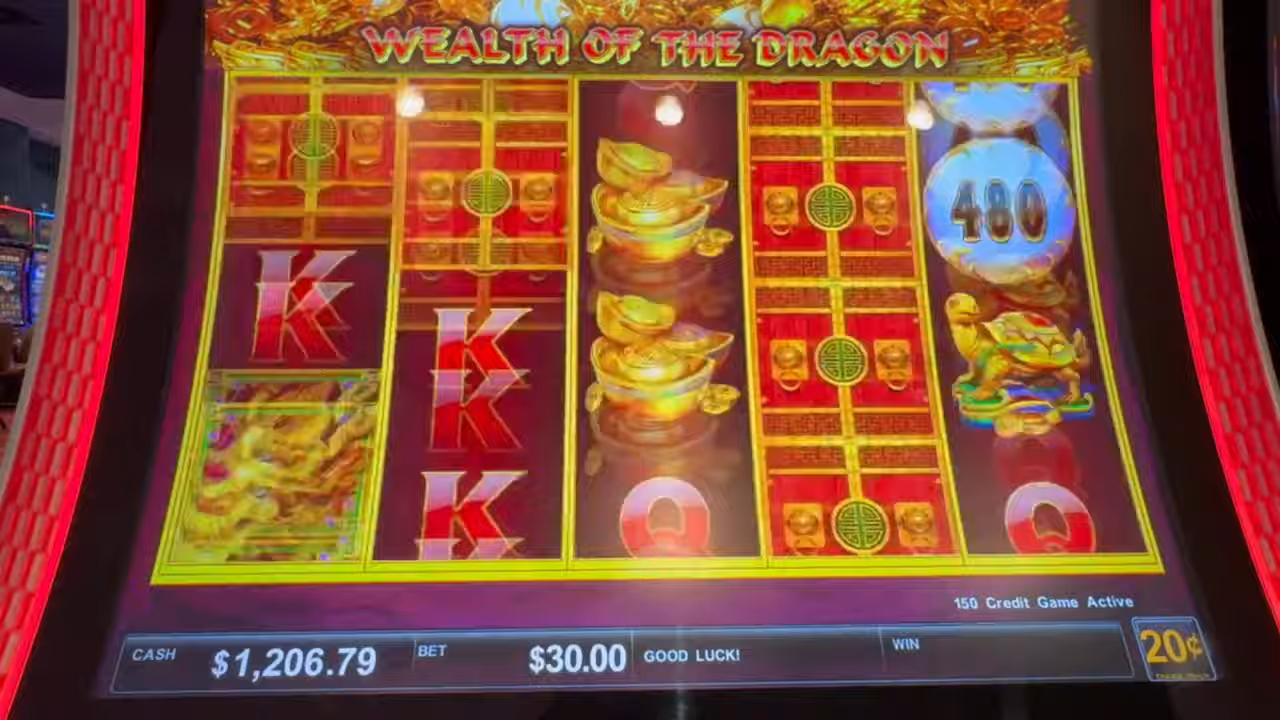 WEALTH OF THE DRAGON
480
K
K
K
K
Q
Q
150 Credit Game Active
CASH $1,206.79 BET $30.00 GOOD LUCK! WIN 20¢